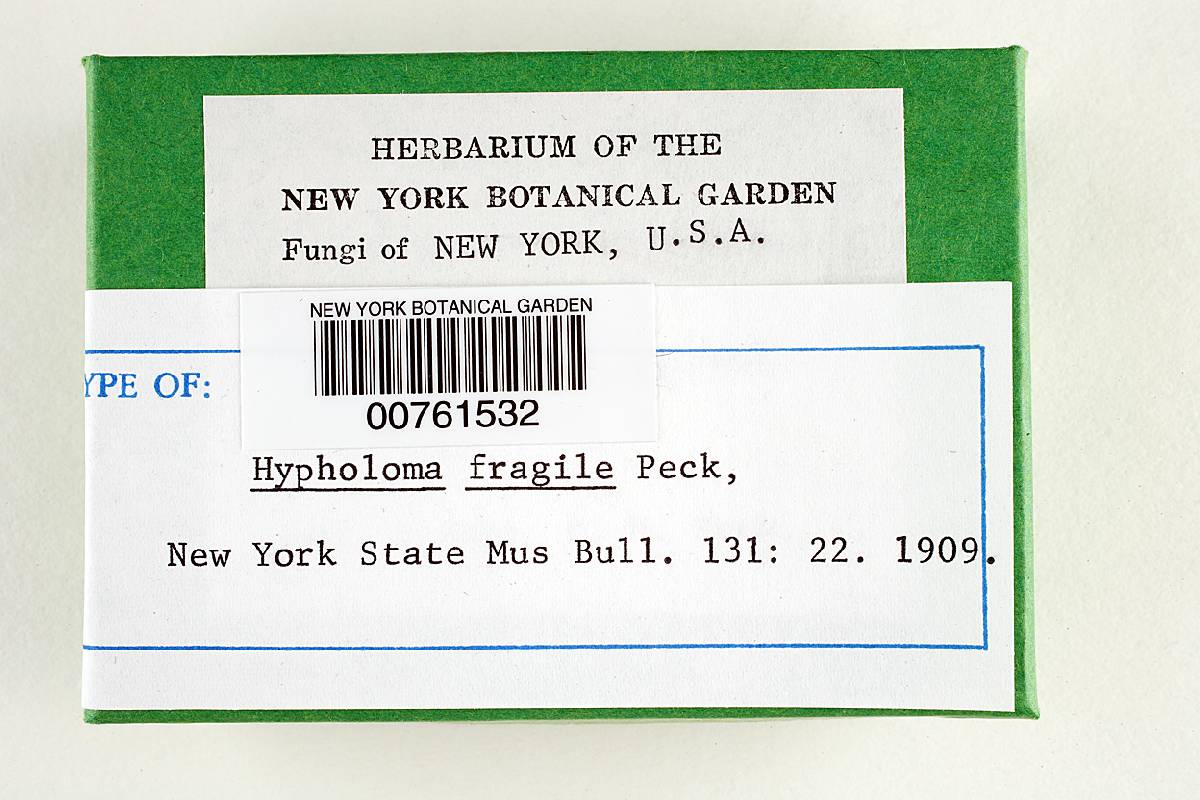 HERBARIUM OF THE
NEW YORK BOTANICAL GARDEN
Fungi of NEW YORK, U.S.A.
NEW YORK BOTANICAL GARDEN
00761532
YPE OF:
Hypholoma fragile Peck,
New York State Mus Bull. 131: 22. 1909.